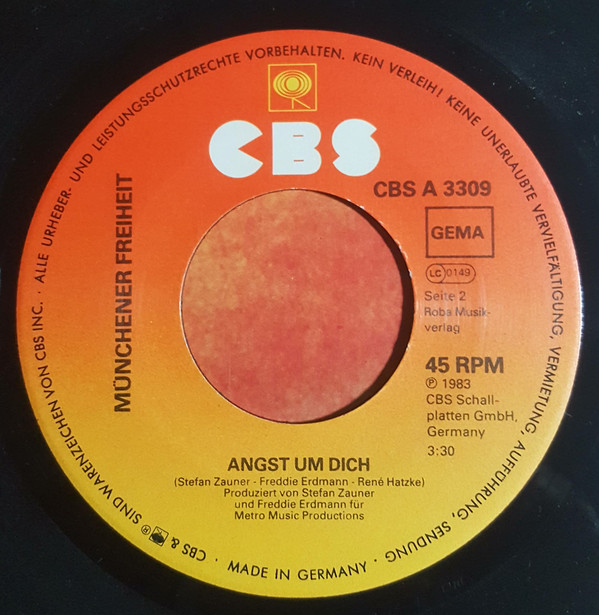 ALLE URHEBER- UND LEISTUNGSSCHUTZRECHTE VORBEHALTEN. KEIN VERLEIH! KEINE UNERLAUBTE VERVIELFÄLTIGUNG, VERMIETUNG, AUFFÜHRUNG, SENDUNG
CBS
CBS A 3309
GEMA
LC 0149
Seite 2
Roba Musik-
verlag
MÜNCHENER FREIHEIT
45 RPM
℗ 1983
CBS Schall-
platten GmbH,
Germany
3:30
ANGST UM DICH
(Stefan Zauner - Freddie Erdmann - René Hatzke)
Produziert von Stefan Zauner
und Freddie Erdmann für
Metro Music Productions
· MADE IN GERMANY ·
CBS & ® SIND WARENZEICHEN VON CBS INC. ·